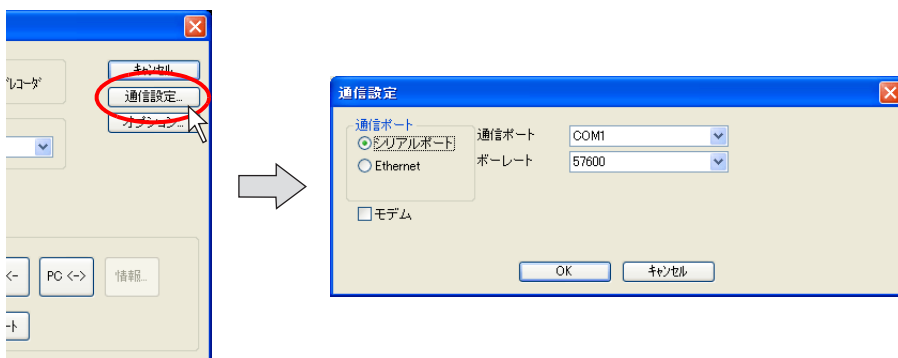 キャンセル
通信設定...
オプション...
PC <->
情報...
通信設定
通信ポート
シリアルポート
Ethernet
通信ポート
COM1
ボーレート
57600
モデム
OK
キャンセル